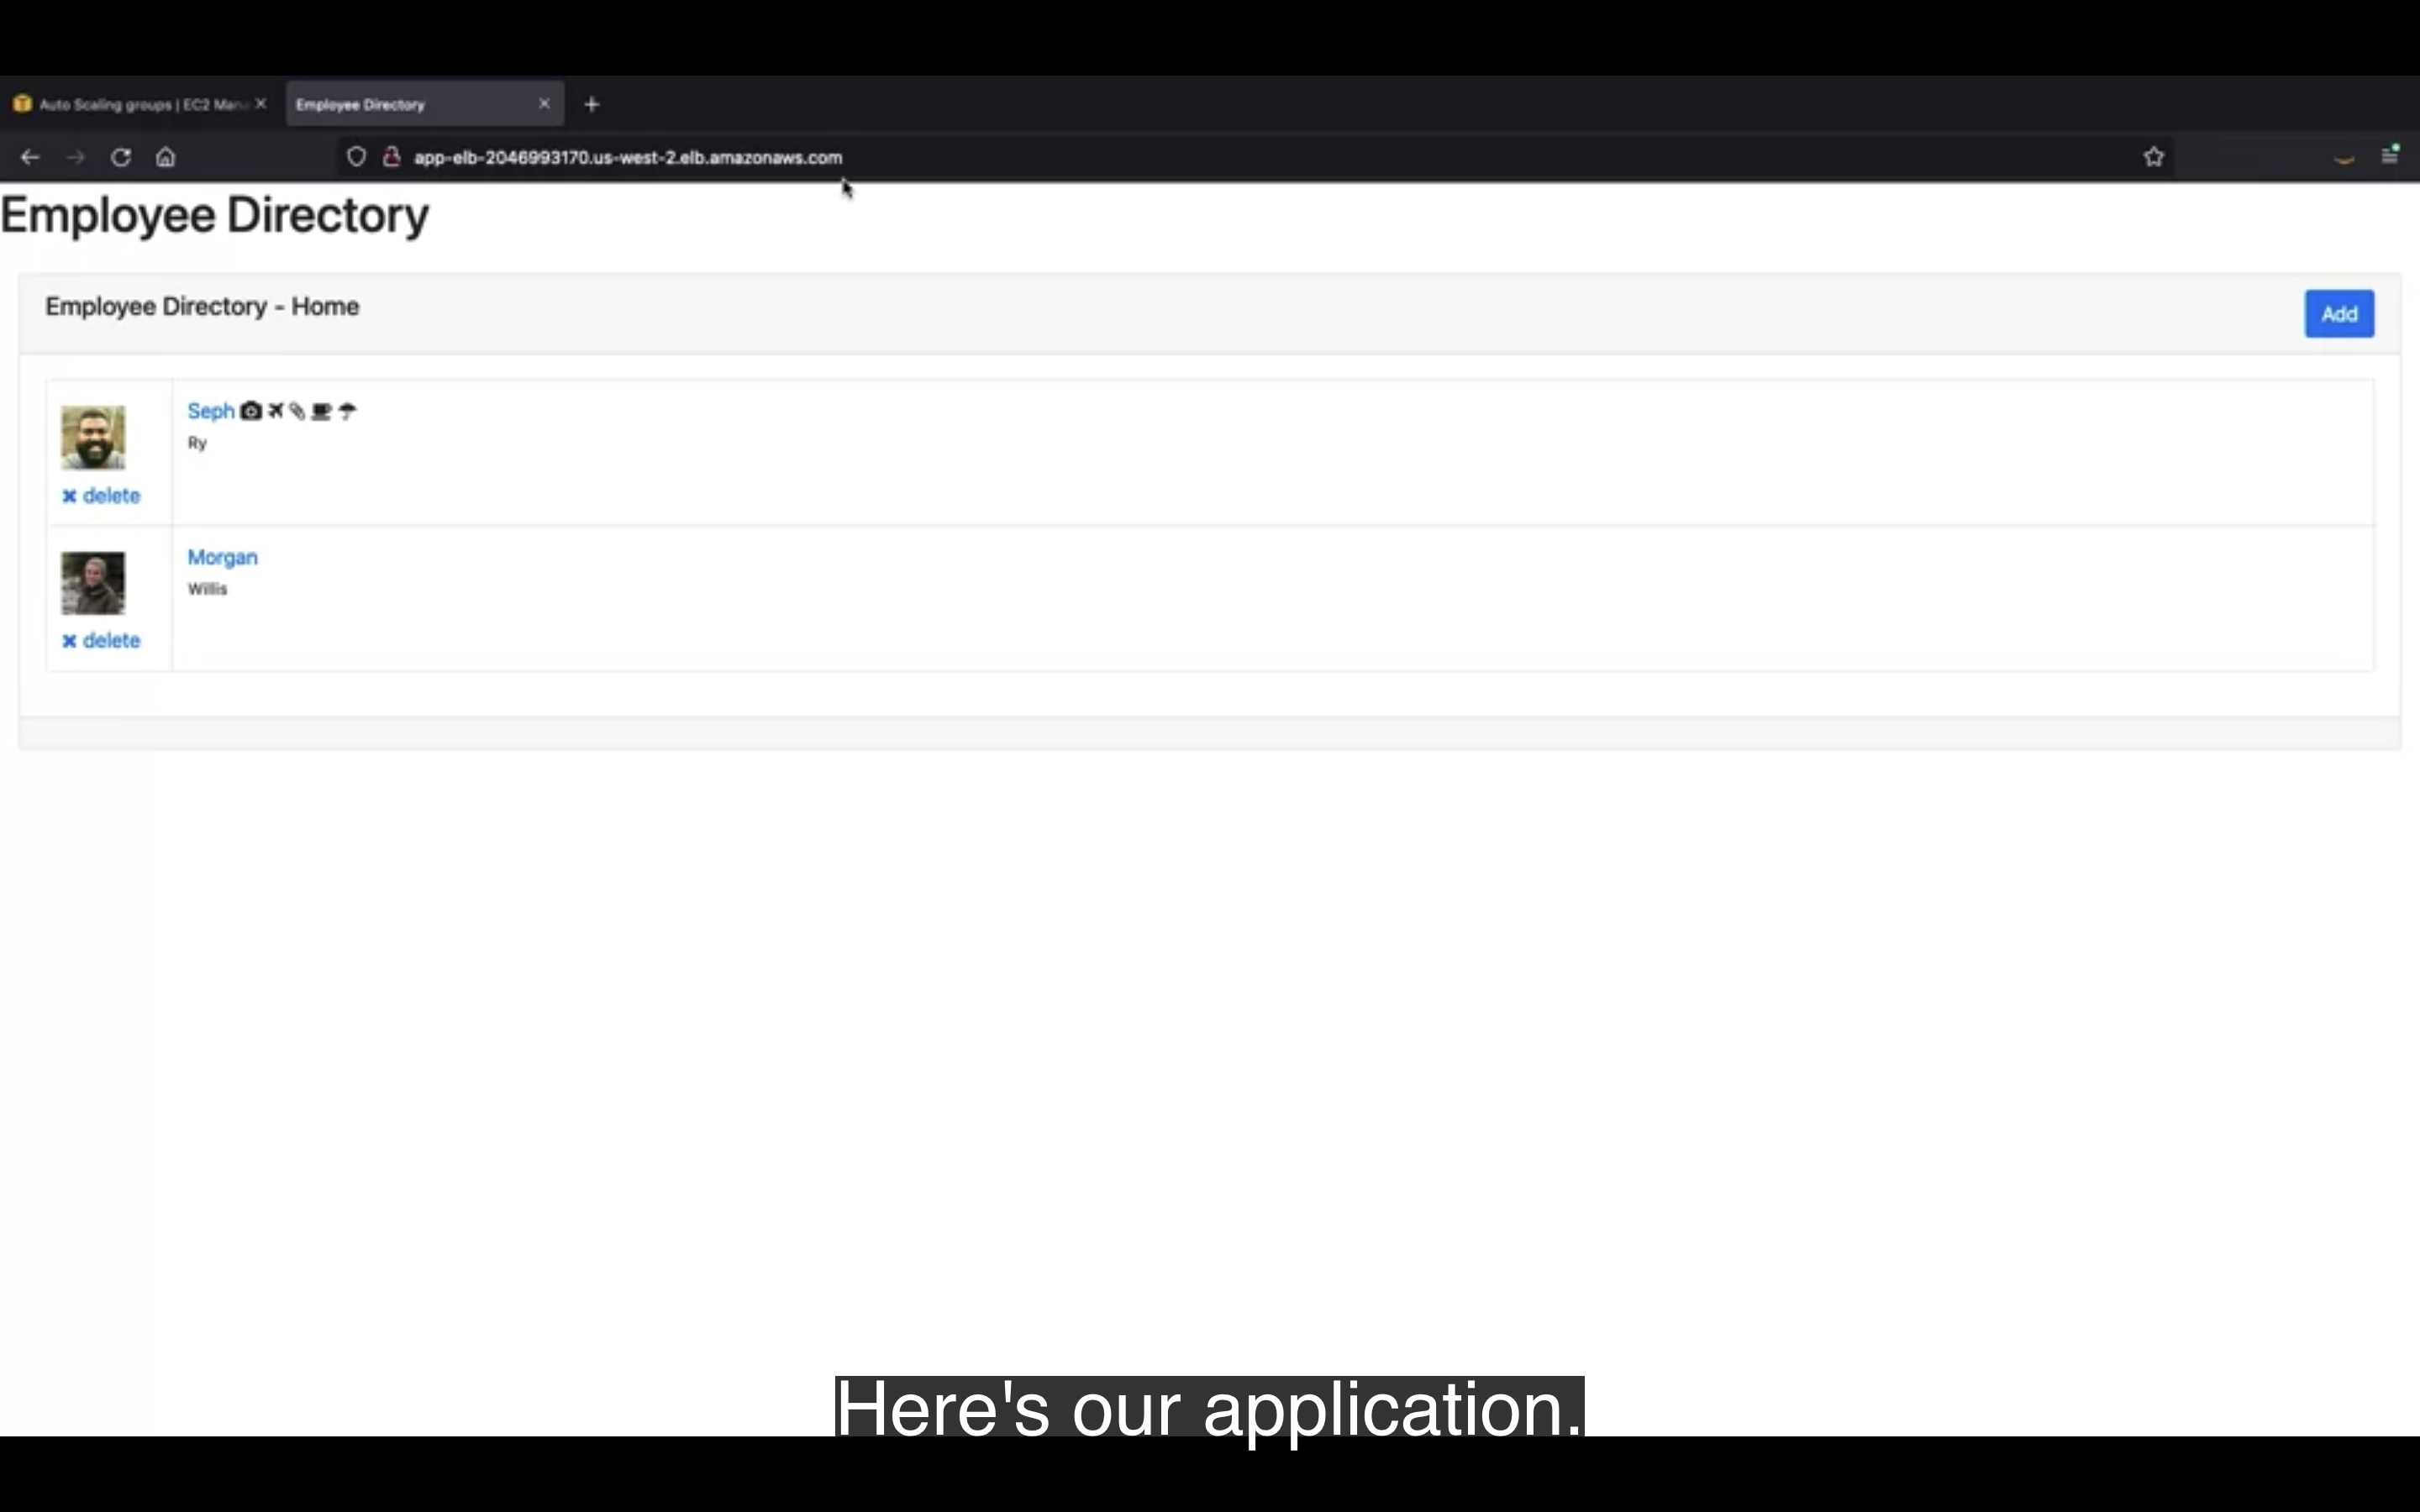 Auto Scaling groups | EC2 Man
Employee Directory
app-elb-2046993170.us-west-2.elb.amazonaws.com
Employee Directory
Employee Directory - Home
Add
Seph
Ry
delete
Morgan
Willis
delete
Here's our application.